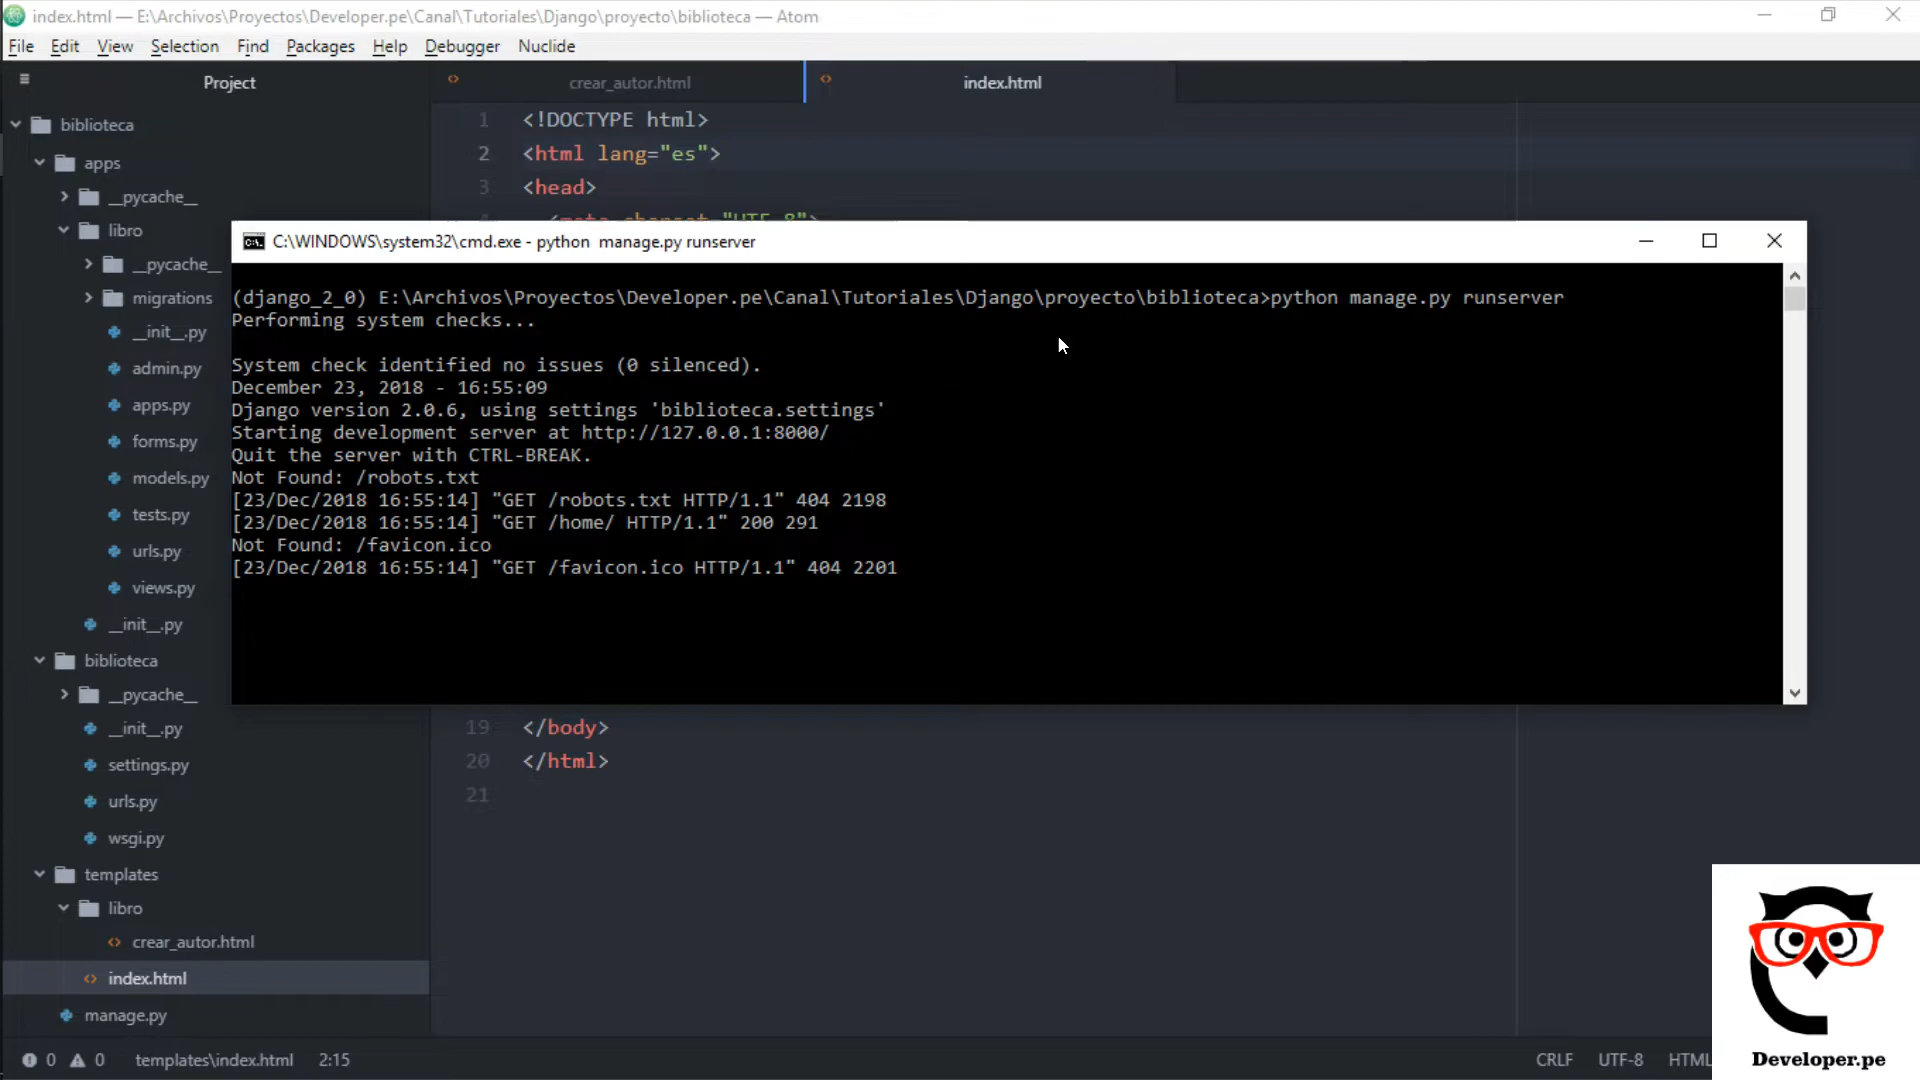 index.html — E:\Archivos\Proyectos\Developer.pe\Canal\Tutoriales\Django\proyecto\biblioteca — Atom
File Edit View Selection Find Packages Help Debugger Nuclide
Project
crear_autor.html
index.html
biblioteca
apps
__pycache__
libro
__pycache__
migrations
__init__.py
admin.py
apps.py
forms.py
models.py
tests.py
urls.py
views.py
__init__.py
biblioteca
__pycache__
__init__.py
settings.py
urls.py
wsgi.py
templates
libro
crear_autor.html
index.html
manage.py
1 <!DOCTYPE html>
2 <html lang="es">
3 <head>
<meta charset="UTF-8">
C:\WINDOWS\system32\cmd.exe - python  manage.py runserver
(django_2_0) E:\Archivos\Proyectos\Developer.pe\Canal\Tutoriales\Django\proyecto\biblioteca>python manage.py runserver
Performing system checks...
System check identified no issues (0 silenced).
December 23, 2018 - 16:55:09
Django version 2.0.6, using settings 'biblioteca.settings'
Starting development server at http://127.0.0.1:8000/
Quit the server with CTRL-BREAK.
Not Found: /robots.txt
[23/Dec/2018 16:55:14] "GET /robots.txt HTTP/1.1" 404 2198
[23/Dec/2018 16:55:14] "GET /home/ HTTP/1.1" 200 291
Not Found: /favicon.ico
[23/Dec/2018 16:55:14] "GET /favicon.ico HTTP/1.1" 404 2201
19 </body>
20 </html>
21
0 0 templates\index.html 2:15
CRLF UTF-8 HTML
Developer.pe